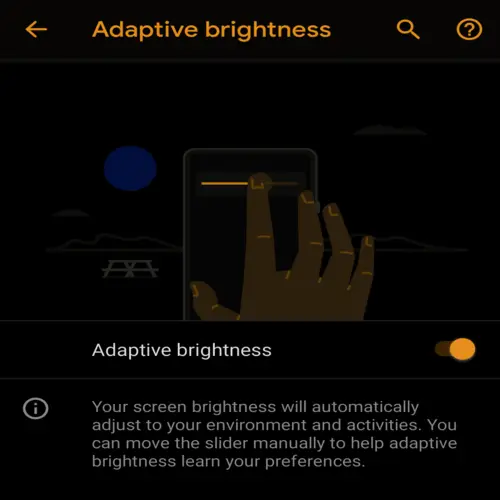 Adaptive brightness
Adaptive brightness
Your screen brightness will automatically
adjust to your environment and activities. You
can move the slider manually to help adaptive
brightness learn your preferences.